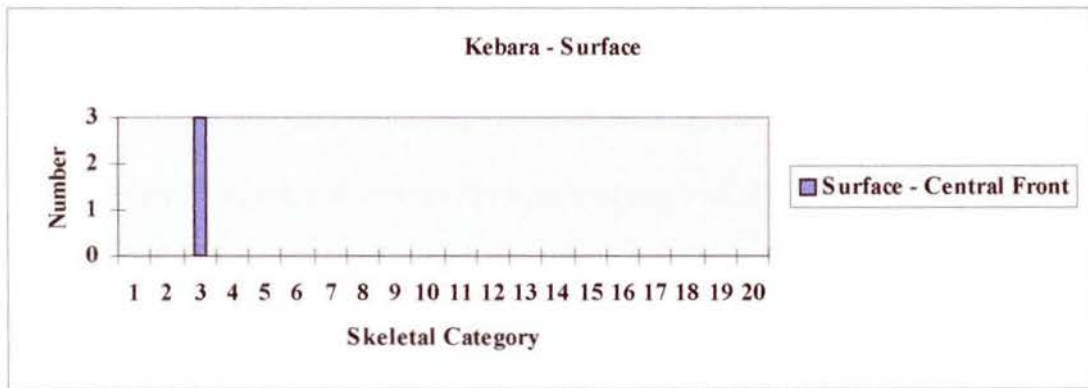 Kebara - Surface
3
2
1
0
Number
1 2 3 4 5 6 7 8 9 10 11 12 13 14 15 16 17 18 19 20
Skeletal Category
Surface - Central Front